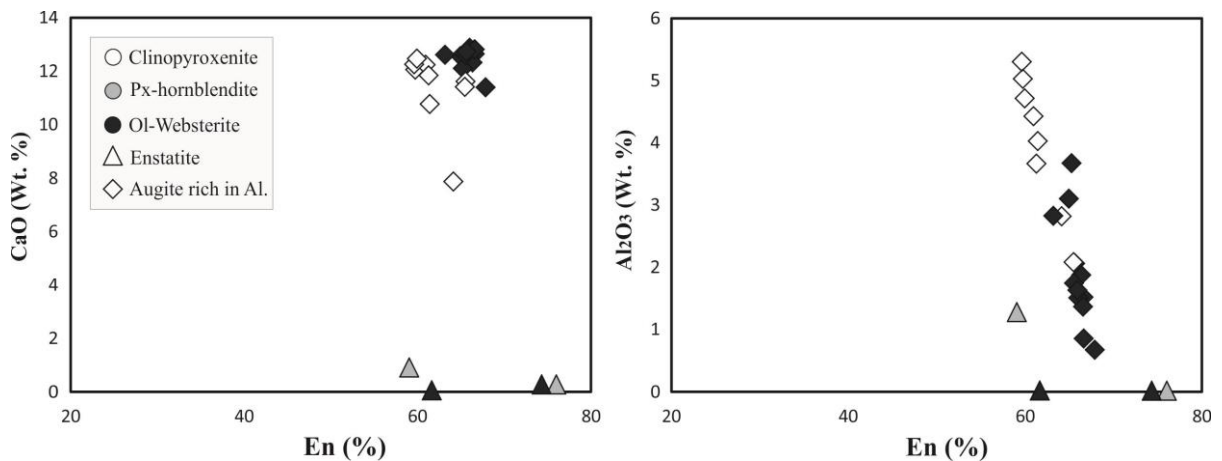 14
12
10
8
6
4
2
0
CaO (Wt. %)
Clinopyroxenite
Px-hornblendite
Ol-Websterite
Enstatite
Augite rich in Al.
20
40
60
80
En (%)
6
5
4
3
2
1
0
Al₂O₃ (Wt. %)
20
40
60
80
En (%)